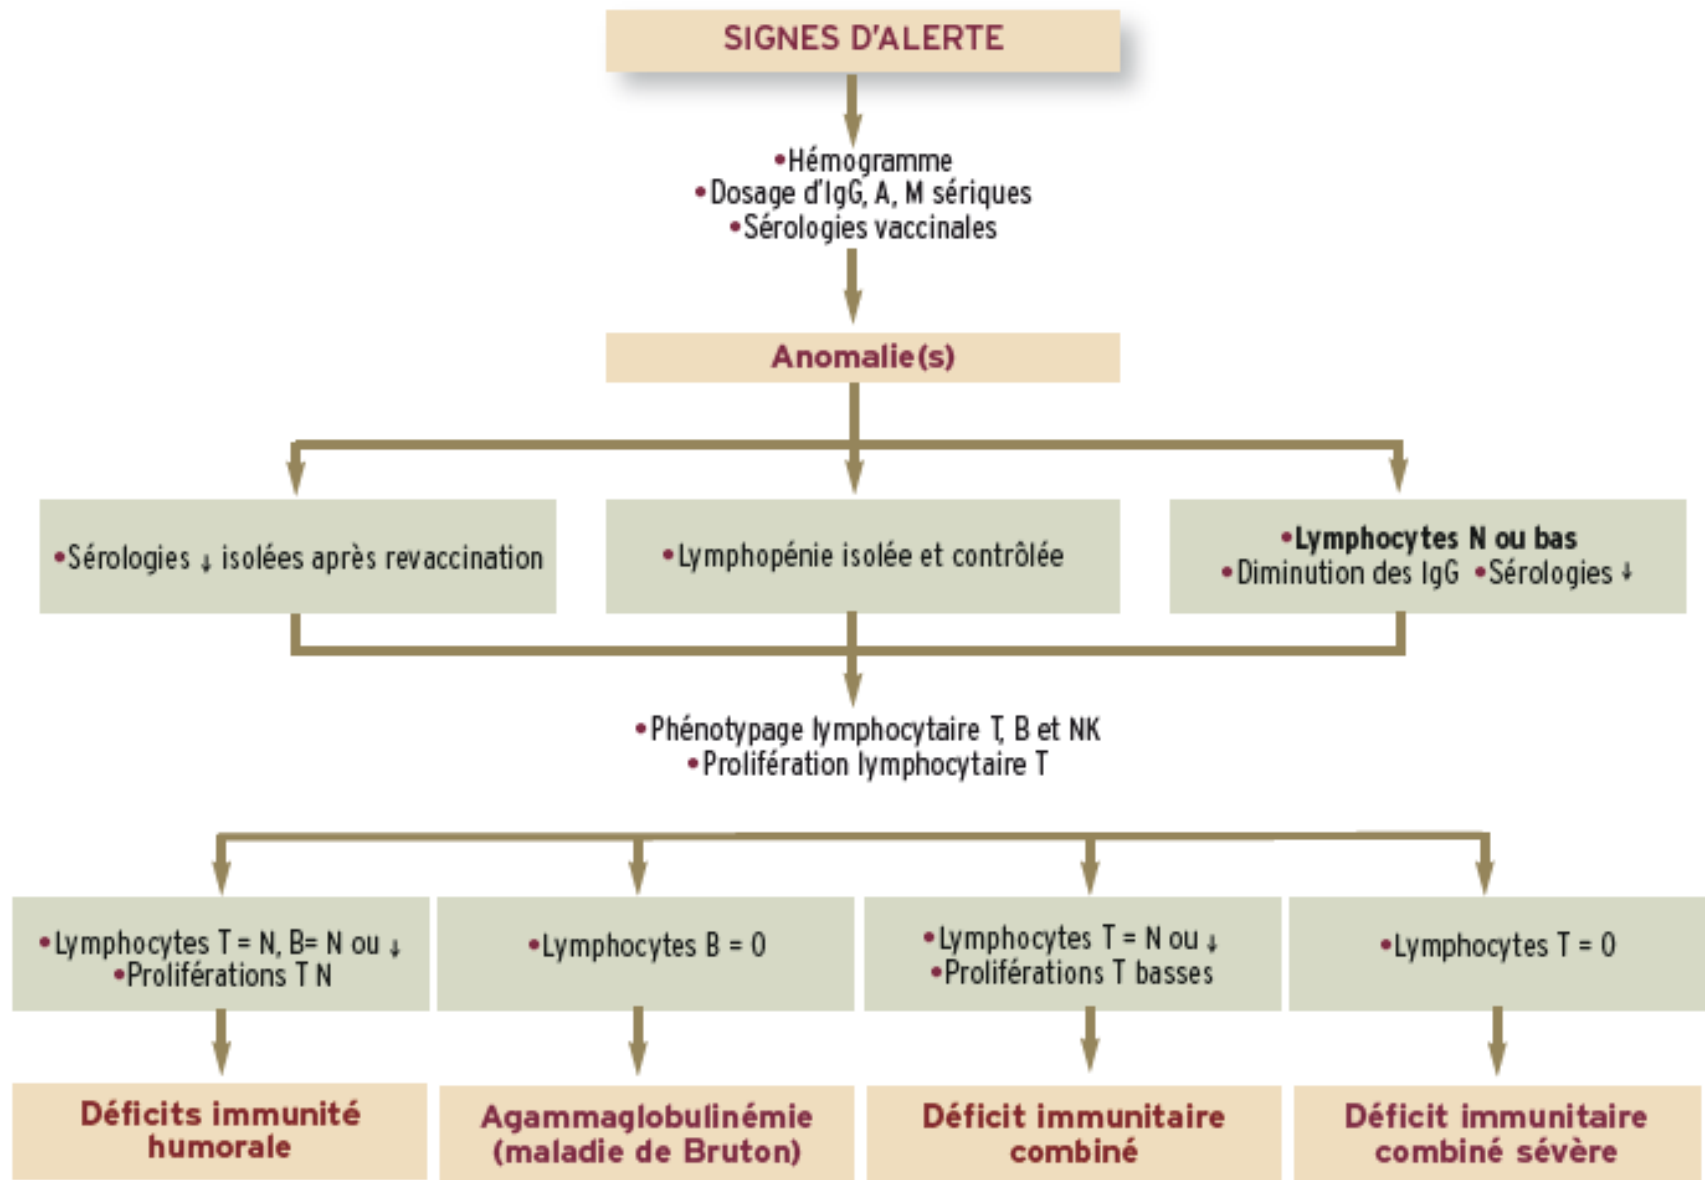 SIGNES D'ALERTE
•Hémogramme
•Dosage d'IgG, A, M sériques
•Sérologies vaccinales
Anomalie(s)
•Sérologies ↓ isolées après revaccination
•Lymphopénie isolée et contrôlée
•Lymphocytes N ou bas
•Diminution des IgG •Sérologies ↓
•Phénotypage lymphocytaire T, B et NK
•Prolifération lymphocytaire T
•Lymphocytes T = N, B= N ou ↓
•Proliférations T N
•Lymphocytes B = 0
•Lymphocytes T = N ou ↓
•Proliférations T basses
•Lymphocytes T = 0
Déficits immunité
humorale
Agammaglobulinémie
(maladie de Bruton)
Déficit immunitaire
combiné
Déficit immunitaire
combiné sévère